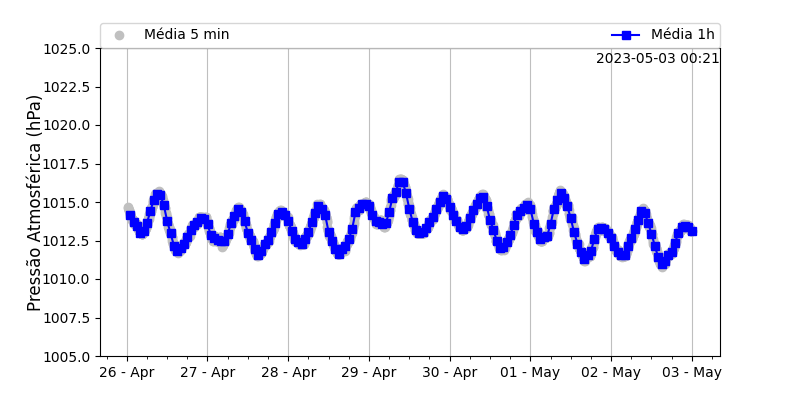 Média 5 min
Média 1h
2023-05-03 00:21
Pressão Atmosférica (hPa)
1025.0
1022.5
1020.0
1017.5
1015.0
1012.5
1010.0
1007.5
1005.0
26 - Apr
27 - Apr
28 - Apr
29 - Apr
30 - Apr
01 - May
02 - May
03 - May